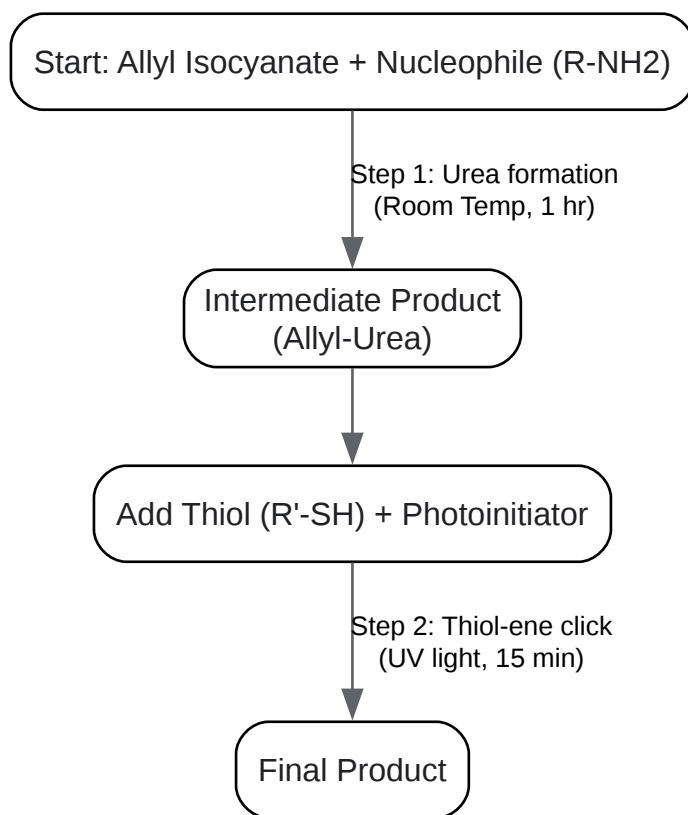 Start: Allyl Isocyanate + Nucleophile (R-NH2)
Step 1: Urea formation
(Room Temp, 1 hr)
Intermediate Product
(Allyl-Urea)
Add Thiol (R'-SH) + Photoinitiator
Step 2: Thiol-ene click
(UV light, 15 min)
Final Product